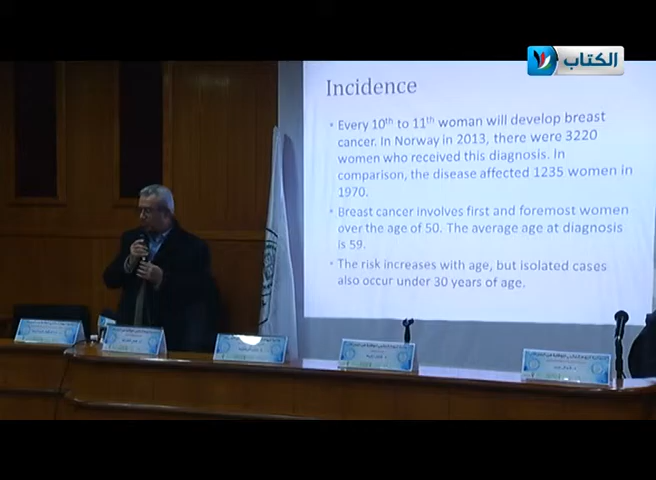 الكتاب
Incidence
• Every 10th to 11th woman will develop breast
cancer. In Norway in 2013, there were 3220
women who received this diagnosis. In
comparison, the disease affected 1235 women in
1970.
• Breast cancer involves first and foremost women
over the age of 50. The average age at diagnosis
is 59.
• The risk increases with age, but isolated cases
also occur under 30 years of age.